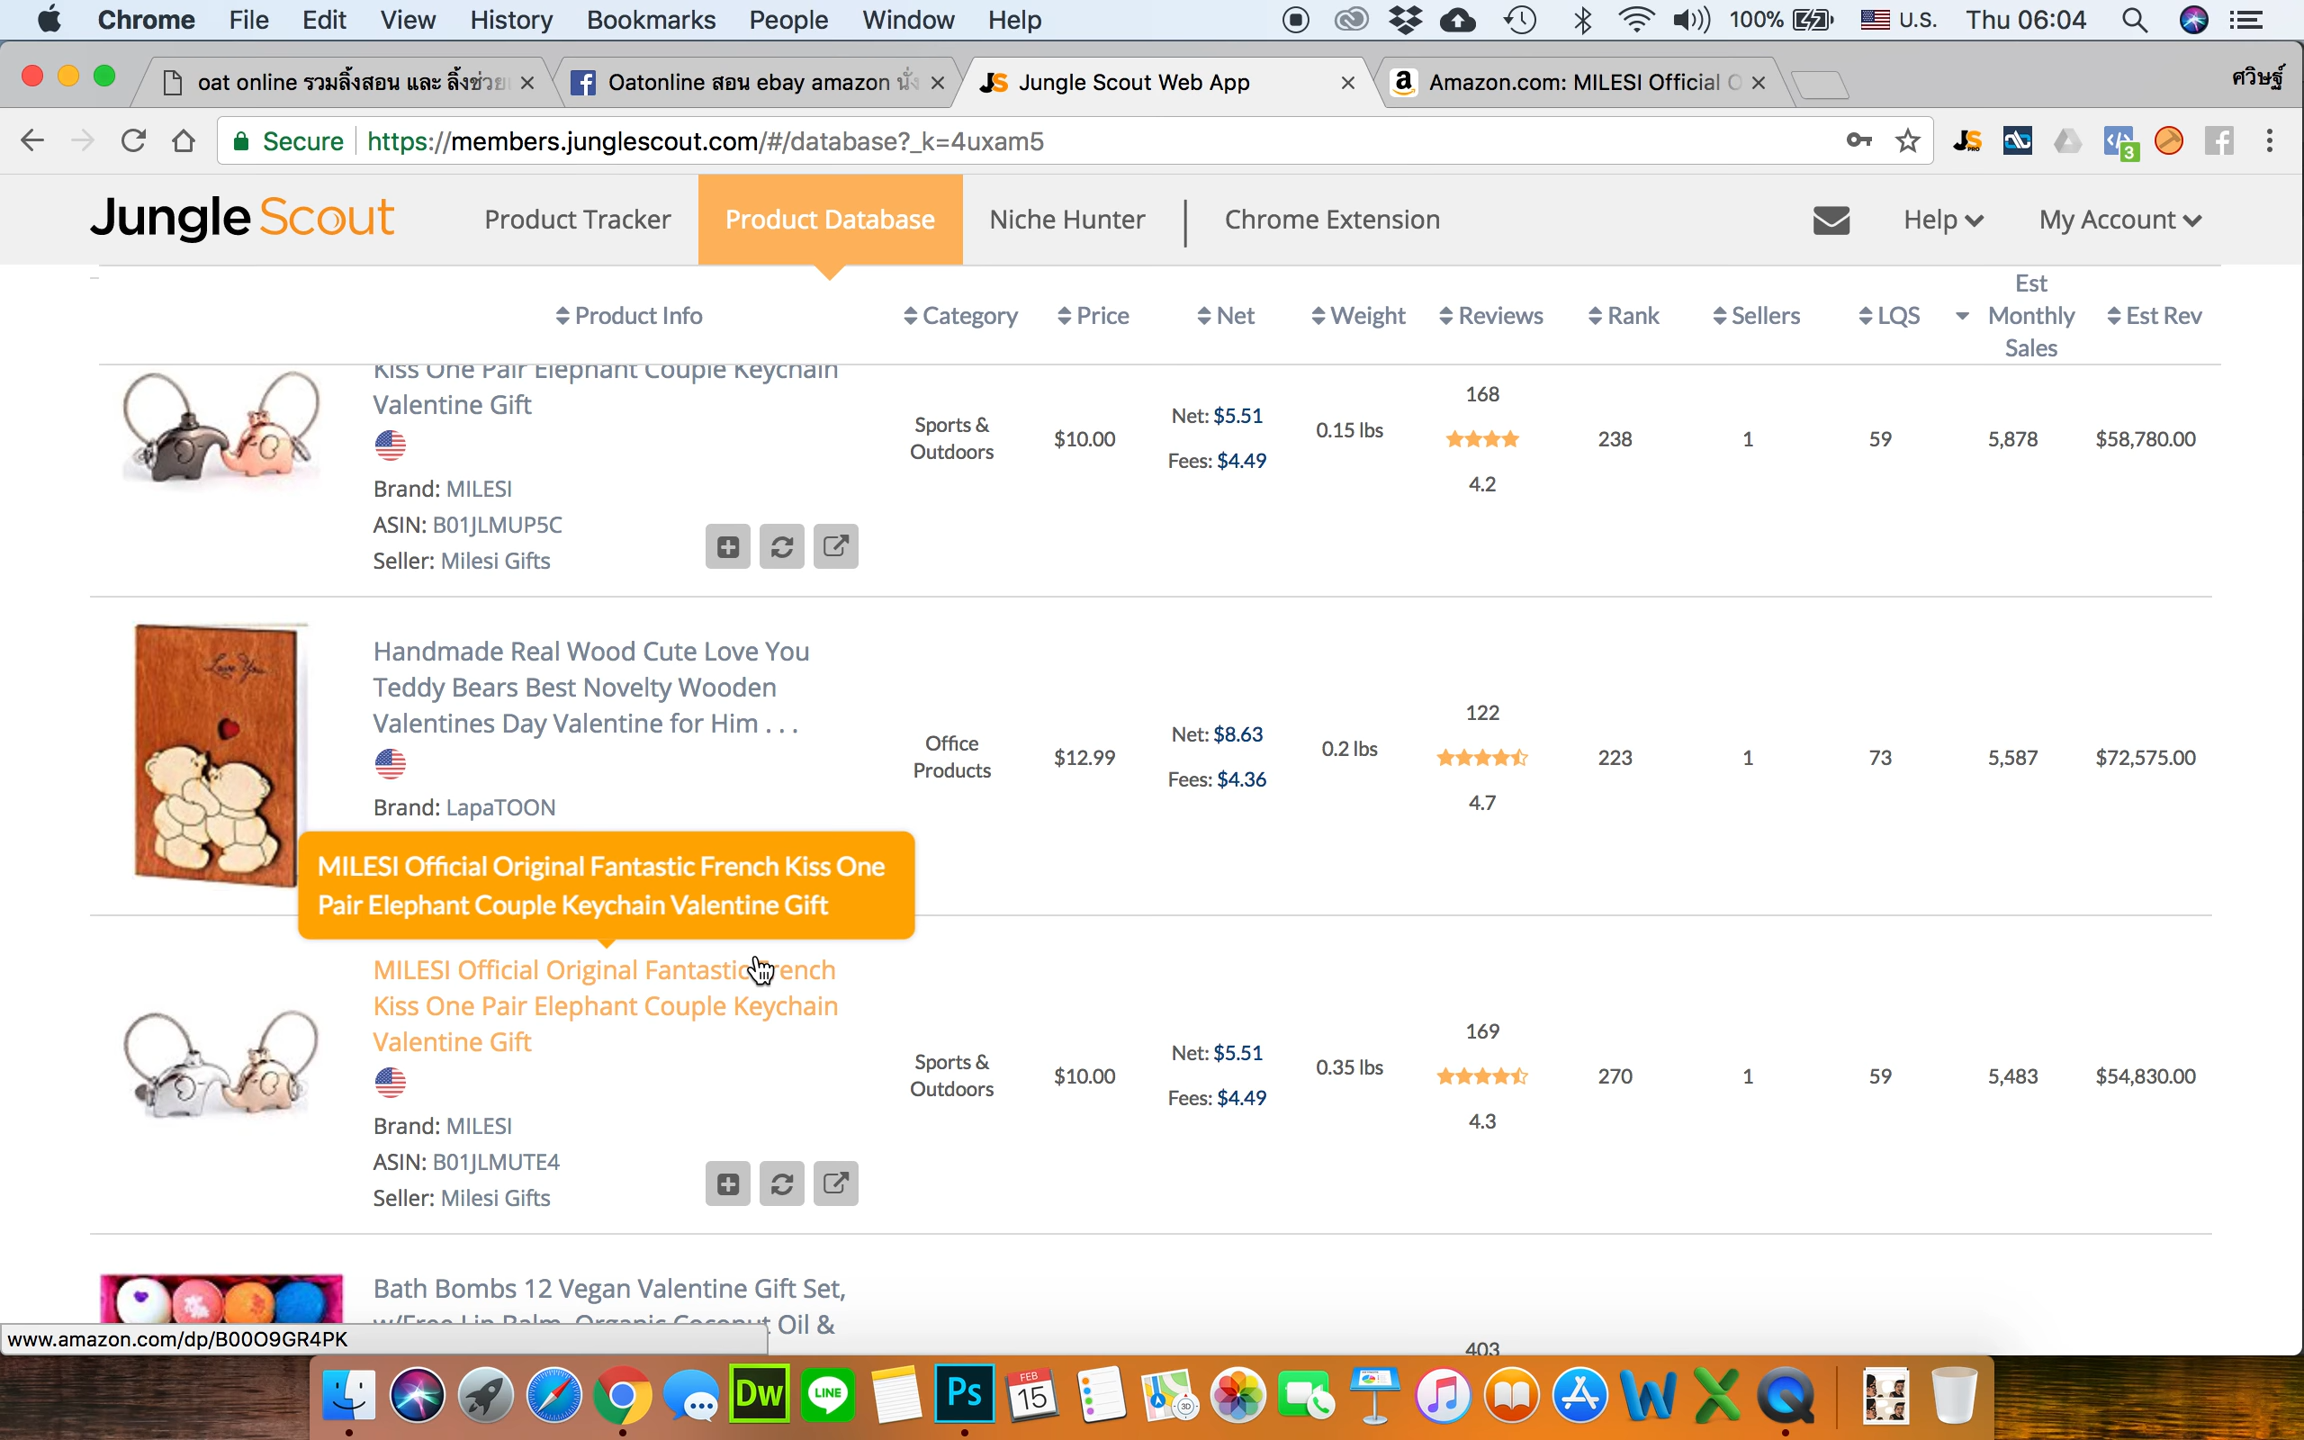 Chrome File Edit View History Bookmarks People Window Help 100% U.S. Thu 06:04
oat online รวมลิ้งสอน และ ลิ้งช่วย Oatonline สอน ebay amazon นั่ง Jungle Scout Web App Amazon.com: MILESI Official O ศวิษฐ์
Secure https://members.junglescout.com/#/database?_k=4uxam5 JS PRO 3
Jungle Scout Product Tracker Product Database Niche Hunter Chrome Extension Help My Account
Product Info Category Price Net Weight Reviews Rank Sellers LQS Est Monthly Sales Est Rev
Kiss One Pair Elephant Couple Keychain
Valentine Gift
Brand: MILESI
ASIN: B01JLMUP5C
Seller: Milesi Gifts
Sports &
Outdoors
$10.00
Net: $5.51
Fees: $4.49
0.15 lbs
168
4.2
238
1
59
5,878
$58,780.00
Love You
Handmade Real Wood Cute Love You
Teddy Bears Best Novelty Wooden
Valentines Day Valentine for Him . . .
Brand: LapaTOON
Office
Products
$12.99
Net: $8.63
Fees: $4.36
0.2 lbs
122
4.7
223
1
73
5,587
$72,575.00
MILESI Official Original Fantastic French Kiss One
Pair Elephant Couple Keychain Valentine Gift
MILESI Official Original Fantastic French
Kiss One Pair Elephant Couple Keychain
Valentine Gift
Brand: MILESI
ASIN: B01JLMUTE4
Seller: Milesi Gifts
Sports &
Outdoors
$10.00
Net: $5.51
Fees: $4.49
0.35 lbs
169
4.3
270
1
59
5,483
$54,830.00
Bath Bombs 12 Vegan Valentine Gift Set,
w/Free Lip Balm, Organic Coconut Oil &
403
www.amazon.com/dp/B00O9GR4PK
Dw LINE Ps FEB 15 3D